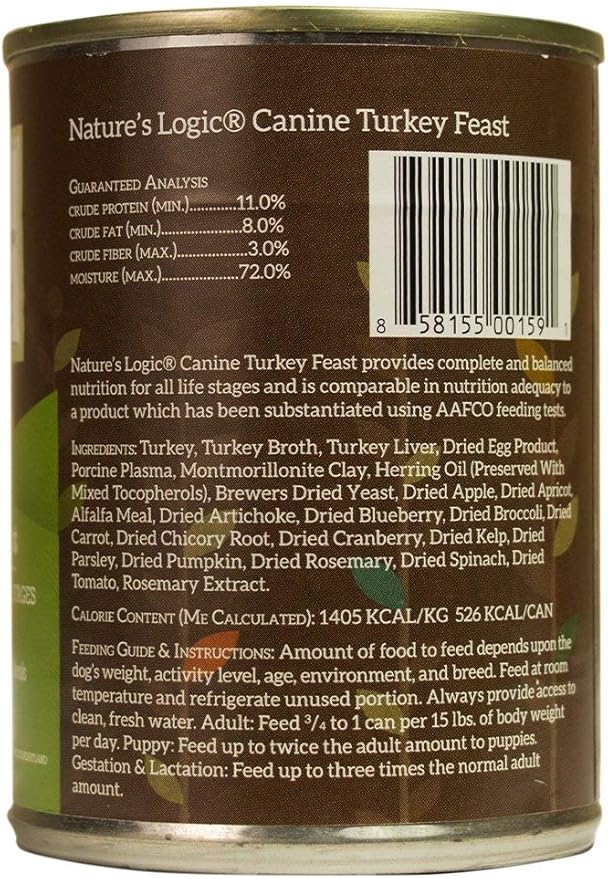 Nature's Logic® Canine Turkey Feast
GUARANTEED ANALYSIS
CRUDE PROTEIN (MIN.)..............11.0%
CRUDE FAT (MIN.)......................8.0%
CRUDE FIBER (MAX.)..................3.0%
MOISTURE (MAX.)....................72.0%
8 58155 00159 1
Nature's Logic® Canine Turkey Feast provides complete and balanced
nutrition for all life stages and is comparable in nutrition adequacy to
a product which has been substantiated using AAFCO feeding tests.
INGREDIENTS: Turkey, Turkey Broth, Turkey Liver, Dried Egg Product,
Porcine Plasma, Montmorillonite Clay, Herring Oil (Preserved With
Mixed Tocopherols), Brewers Dried Yeast, Dried Apple, Dried Apricot,
Alfalfa Meal, Dried Artichoke, Dried Blueberry, Dried Broccoli, Dried
Carrot, Dried Chicory Root, Dried Cranberry, Dried Kelp, Dried
Parsley, Dried Pumpkin, Dried Rosemary, Dried Spinach, Dried
Tomato, Rosemary Extract.
CALORIE CONTENT (ME CALCULATED): 1405 KCAL/KG 526 KCAL/CAN
FEEDING GUIDE & INSTRUCTIONS: Amount of food to feed depends upon the
dog's weight, activity level, age, environment, and breed. Feed at room
temperature and refrigerate unused portion. Always provide access to
clean, fresh water. Adult: Feed 3/4 to 1 can per 15 lbs. of body weight
per day. Puppy: Feed up to twice the adult amount to puppies.
Gestation & Lactation: Feed up to three times the normal adult
amount.